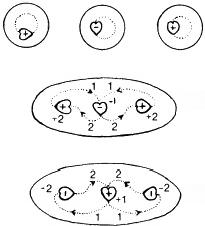 + − +
1 1
+ − -1 +
+2 2 2 +2
2 2
-2 − + +1 − -2
1 1